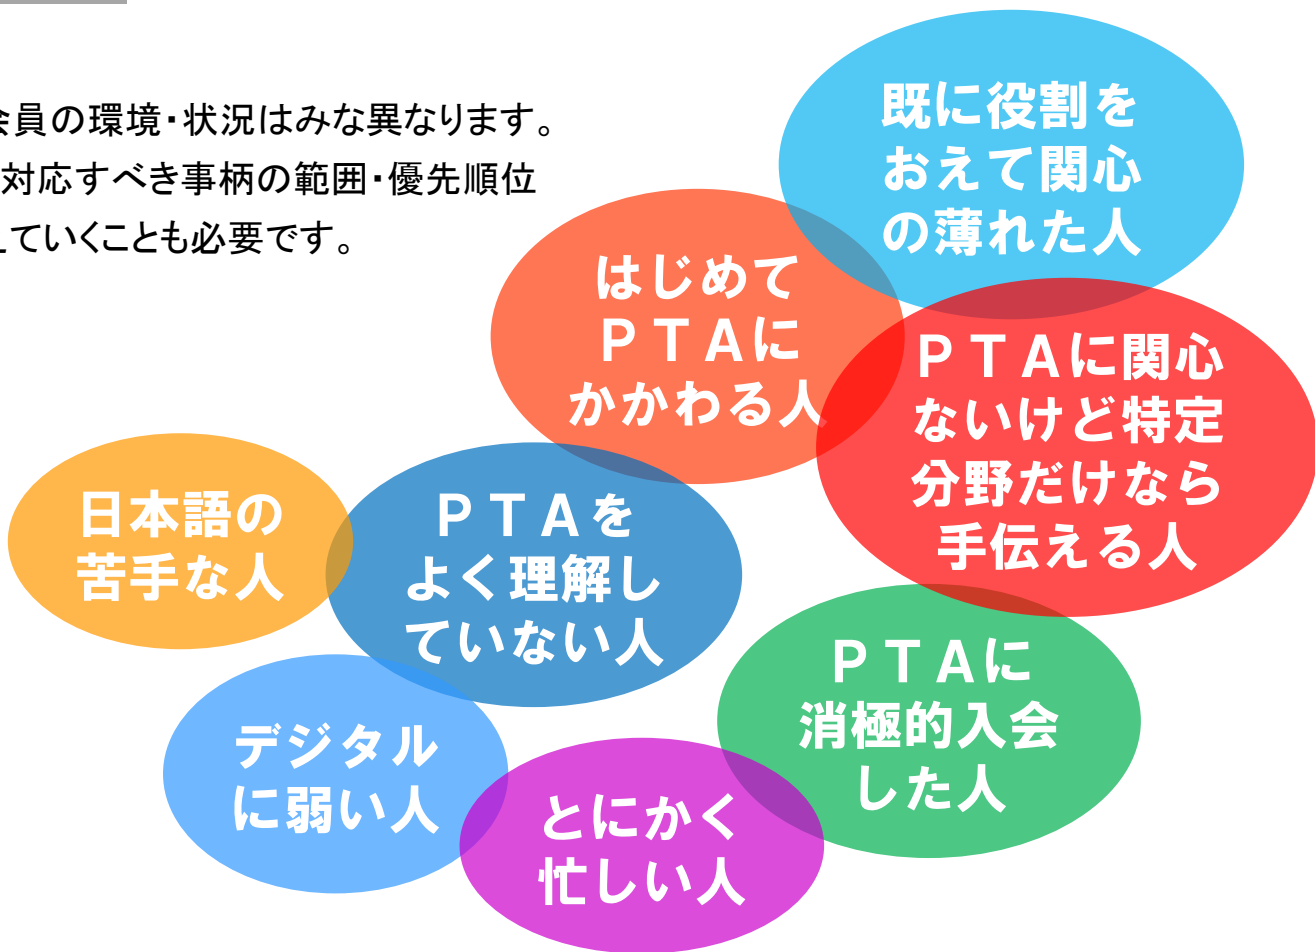 会員の環境・状況はみな異なります。
対応すべき事柄の範囲・優先順位
ていくことも必要です。
既に役割を
おえて関心
の薄れた人
はじめて
ＰＴＡに
かかわる人
ＰＴＡに関心
ないけど特定
分野だけなら
手伝える人
日本語の
苦手な人
ＰＴＡを
よく理解し
ていない人
ＰＴＡに
消極的入会
した人
デジタル
に弱い人
とにかく
忙しい人